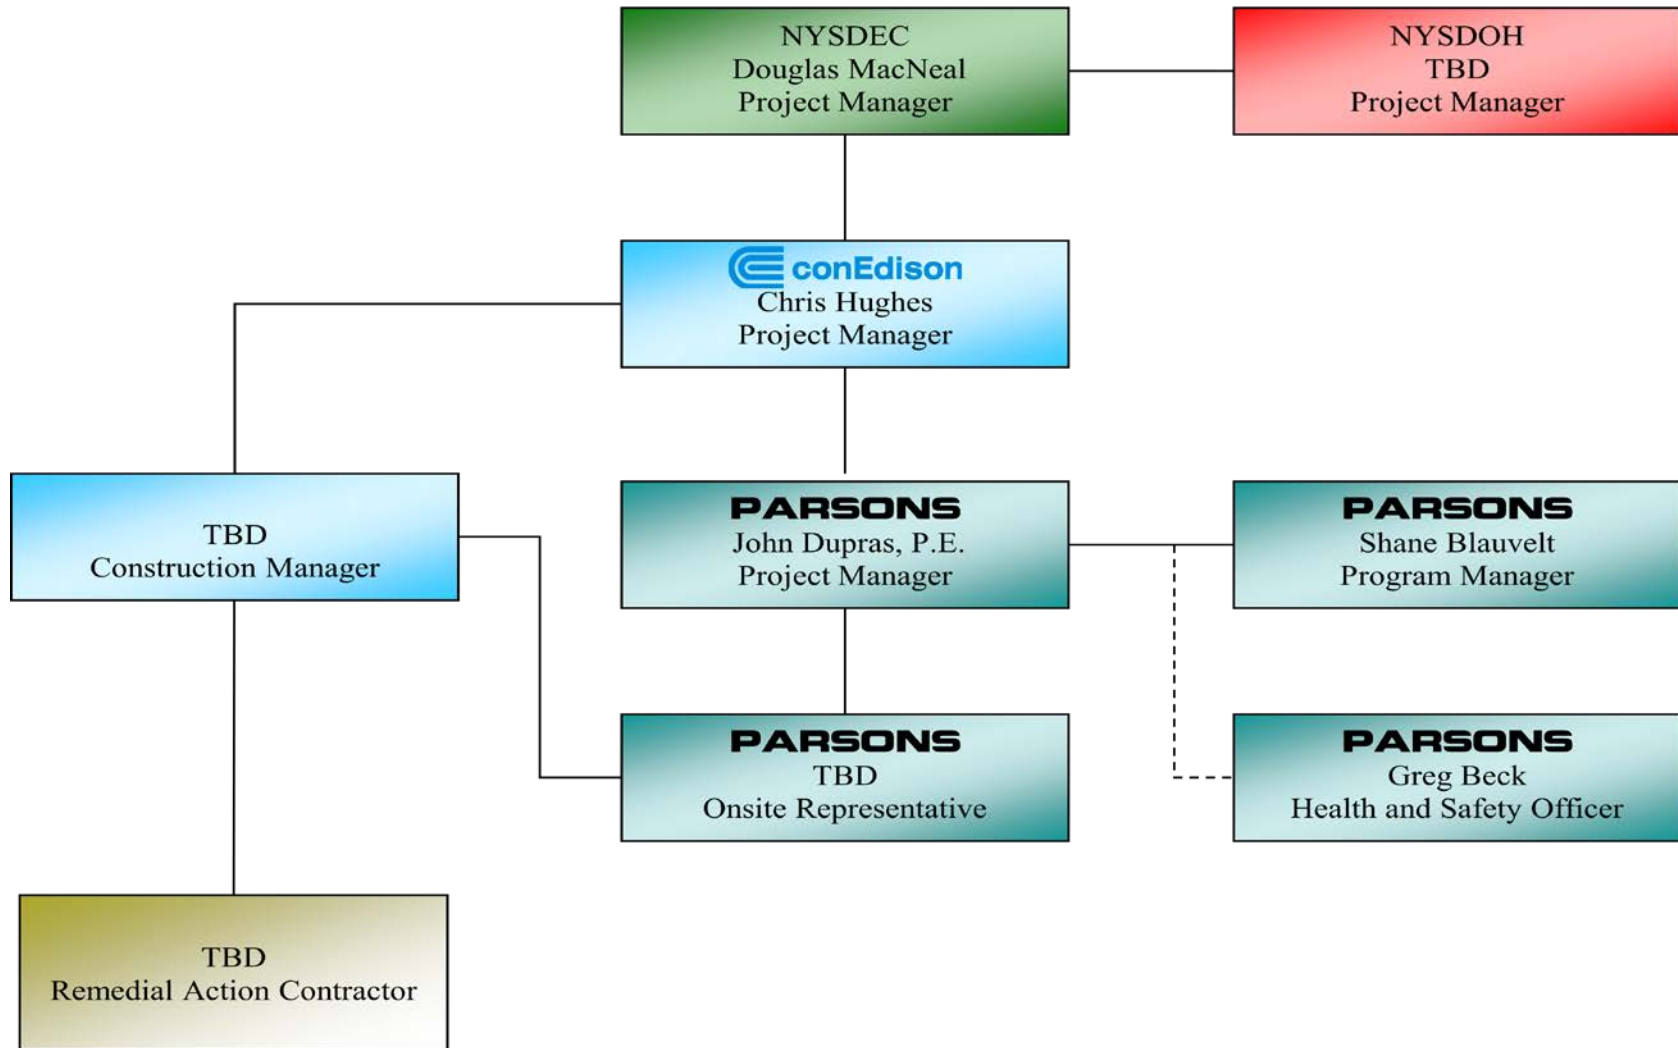 NYSDEC
Douglas MacNeal
Project Manager
NYSDOH
TBD
Project Manager
conEdison
Chris Hughes
Project Manager
TBD
Construction Manager
PARSONS
John Dupras, P.E.
Project Manager
PARSONS
Shane Blauvelt
Program Manager
PARSONS
TBD
Onsite Representative
PARSONS
Greg Beck
Health and Safety Officer
TBD
Remedial Action Contractor